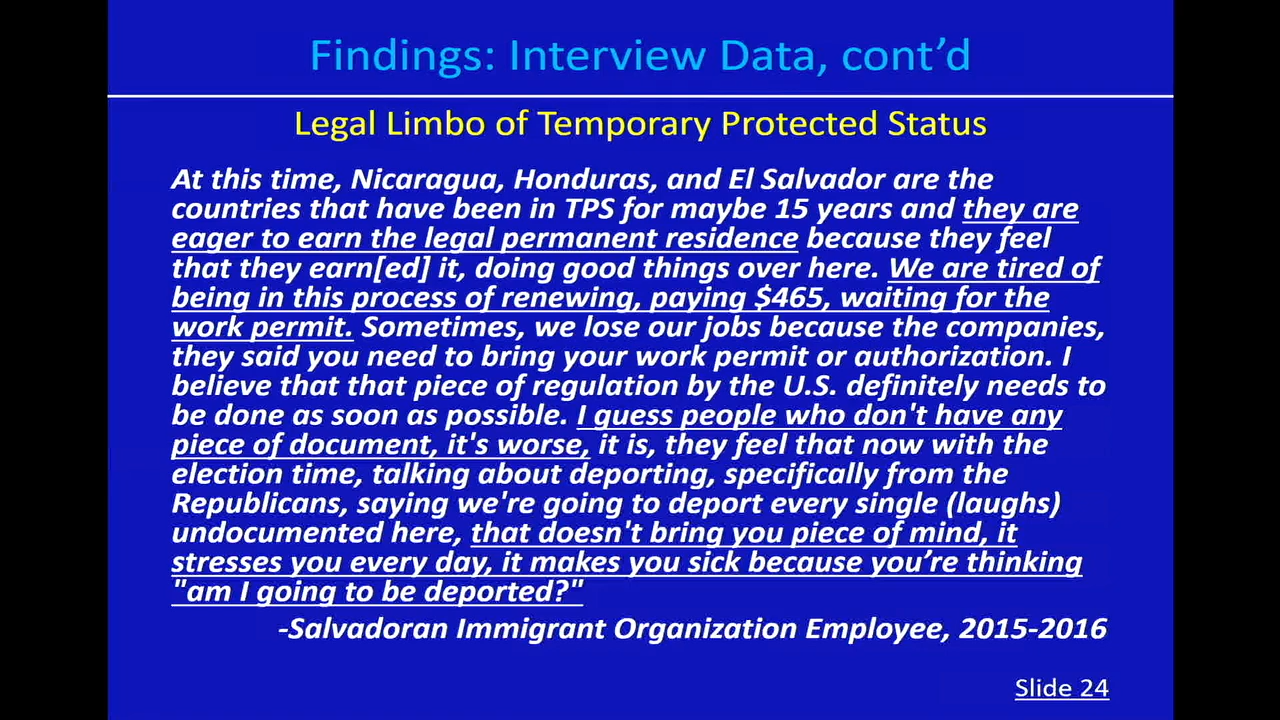 Findings: Interview Data, cont’d
Legal Limbo of Temporary Protected Status
At this time, Nicaragua, Honduras, and El Salvador are the
countries that have been in TPS for maybe 15 years and they are
eager to earn the legal permanent residence because they feel
that they earn[ed] it, doing good things over here. We are tired of
being in this process of renewing, paying $465, waiting for the
work permit. Sometimes, we lose our jobs because the companies,
they said you need to bring your work permit or authorization. I
believe that that piece of regulation by the U.S. definitely needs to
be done as soon as possible. I guess people who don't have any
piece of document, it's worse, it is, they feel that now with the
election time, talking about deporting, specifically from the
Republicans, saying we're going to deport every single (laughs)
undocumented here, that doesn't bring you piece of mind, it
stresses you every day, it makes you sick because you’re thinking
"am I going to be deported?"
-Salvadoran Immigrant Organization Employee, 2015-2016
Slide 24